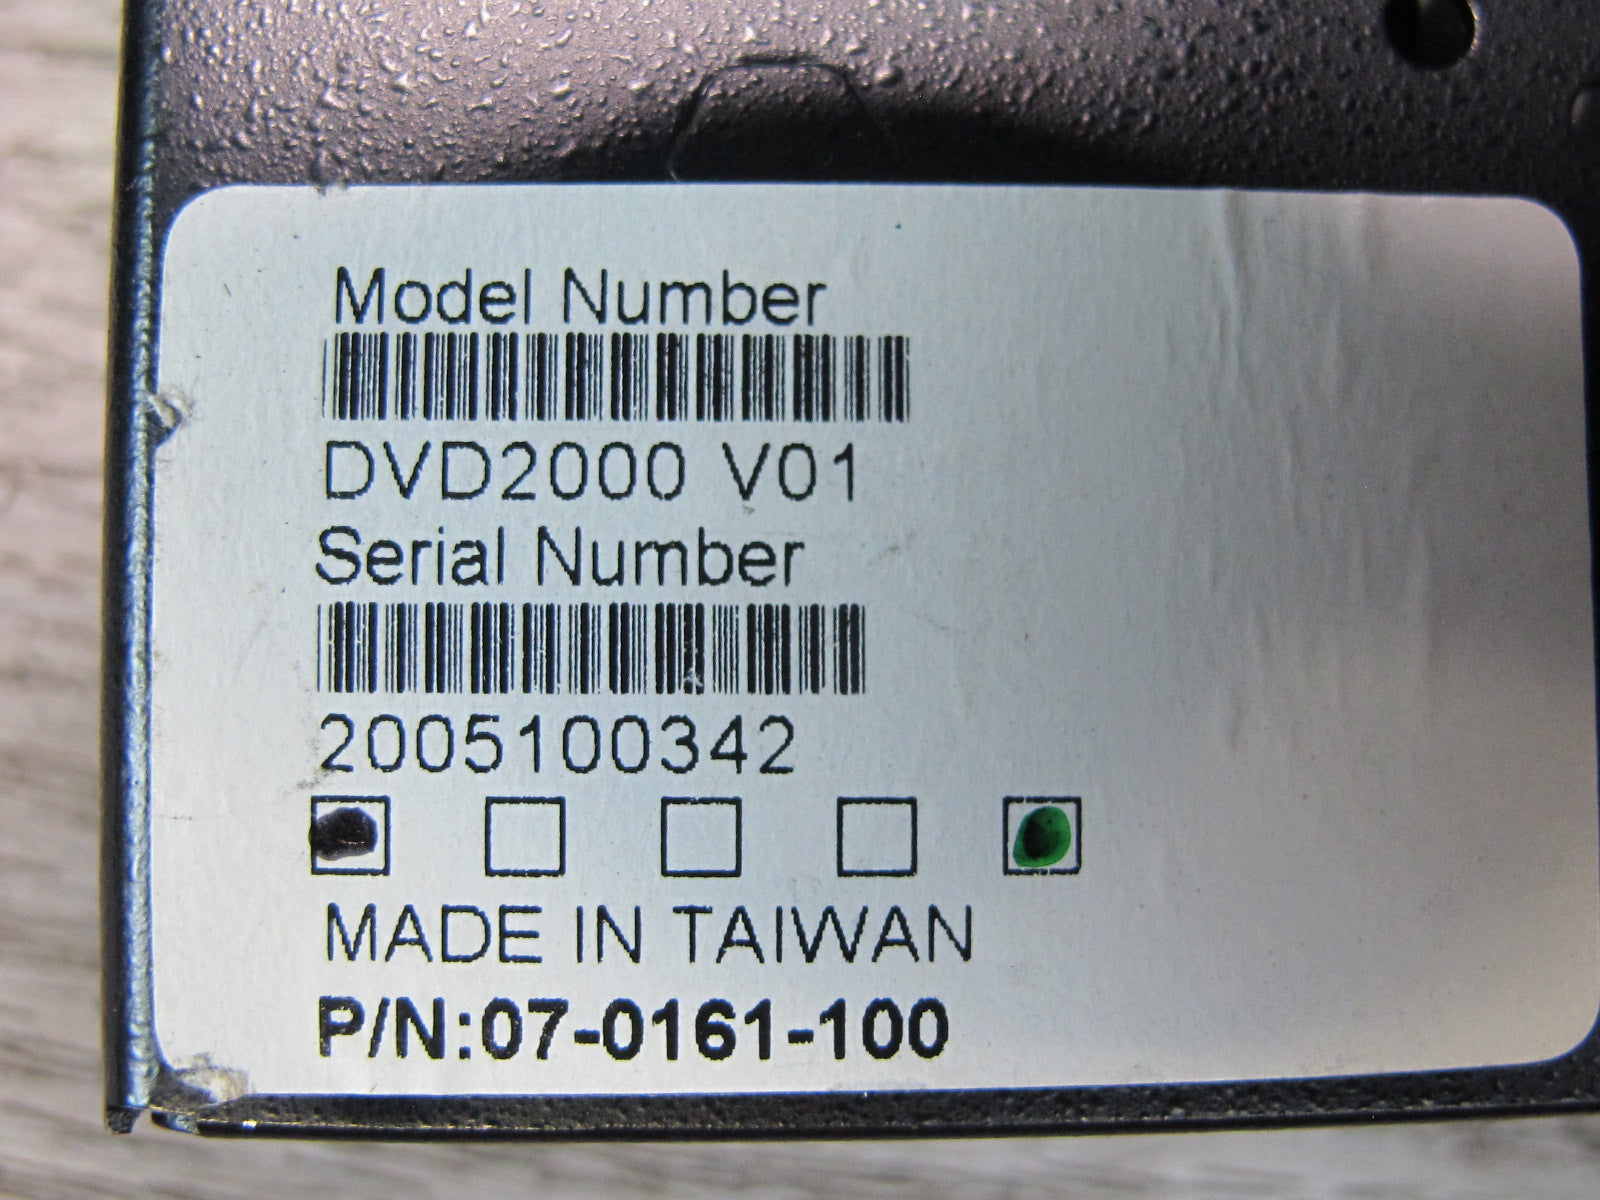 Model Number
DVD2000 V01
Serial Number
2005100342
MADE IN TAIWAN
P/N:07-0161-100